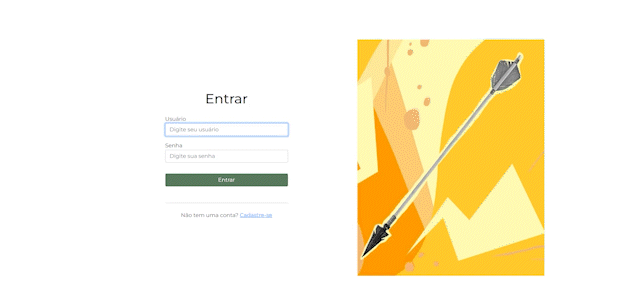 Entrar
Usuário
Digite seu usuário
Senha
Digite sua senha
Entrar
Não tem uma conta? Cadastre-se